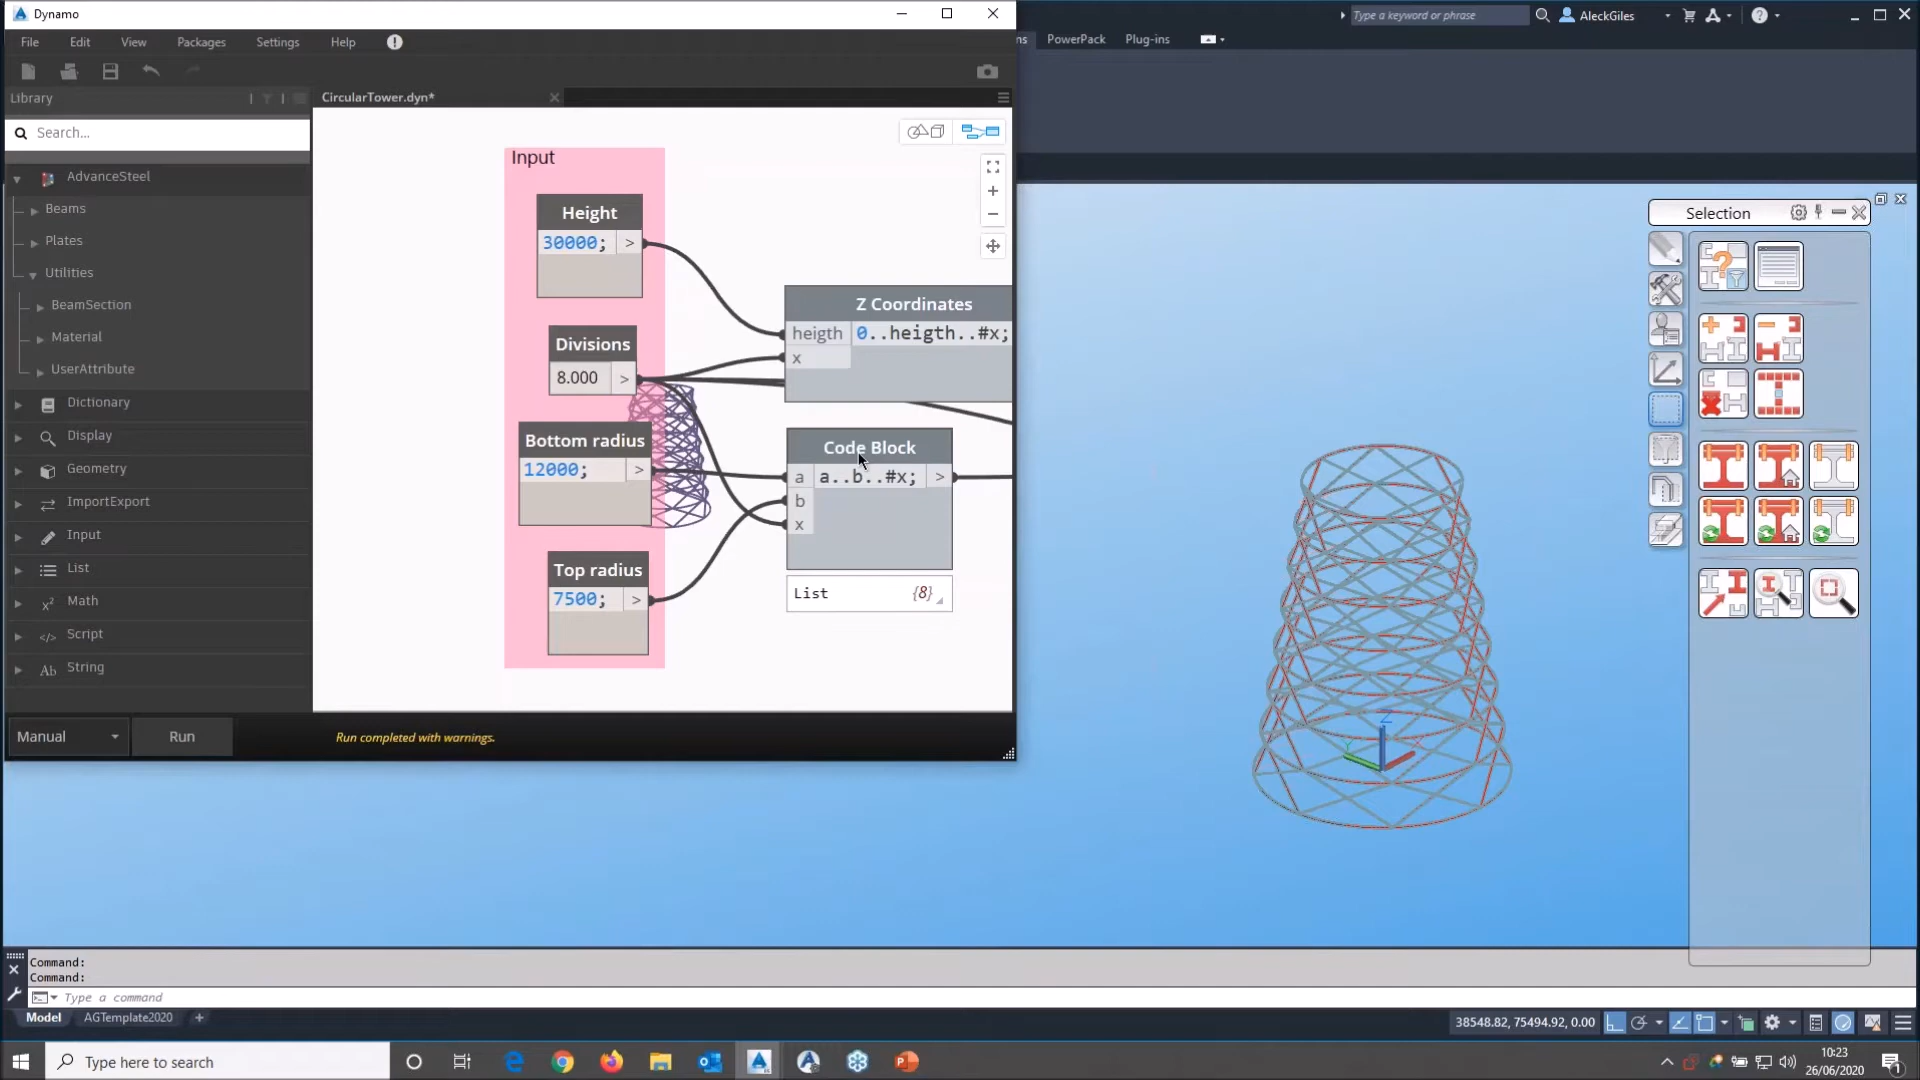 Dynamo
File Edit View Packages Settings Help
Library
Search...
AdvanceSteel
Beams
Plates
Utilities
BeamSection
Material
UserAttribute
Dictionary
Display
Geometry
ImportExport
Input
List
Math
Script
Ab String
Manual
Run
Run completed with warnings.
CircularTower.dyn*
Input
Height
30000; >
Divisions
8.000 >
Bottom radius
12000; >
Top radius
7500; >
Z Coordinates
heigth 0..heigth..#x;
x
Code Block
a a..b..#x; >
b
x
List {8}
Type a keyword or phrase
AleckGiles
ns PowerPack Plug-ins
Selection
Z
Y
Command:
Command:
Type a command
Model AGTemplate2020 +
38548.82, 75494.92, 0.00
Type here to search
10:23
26/06/2020
1